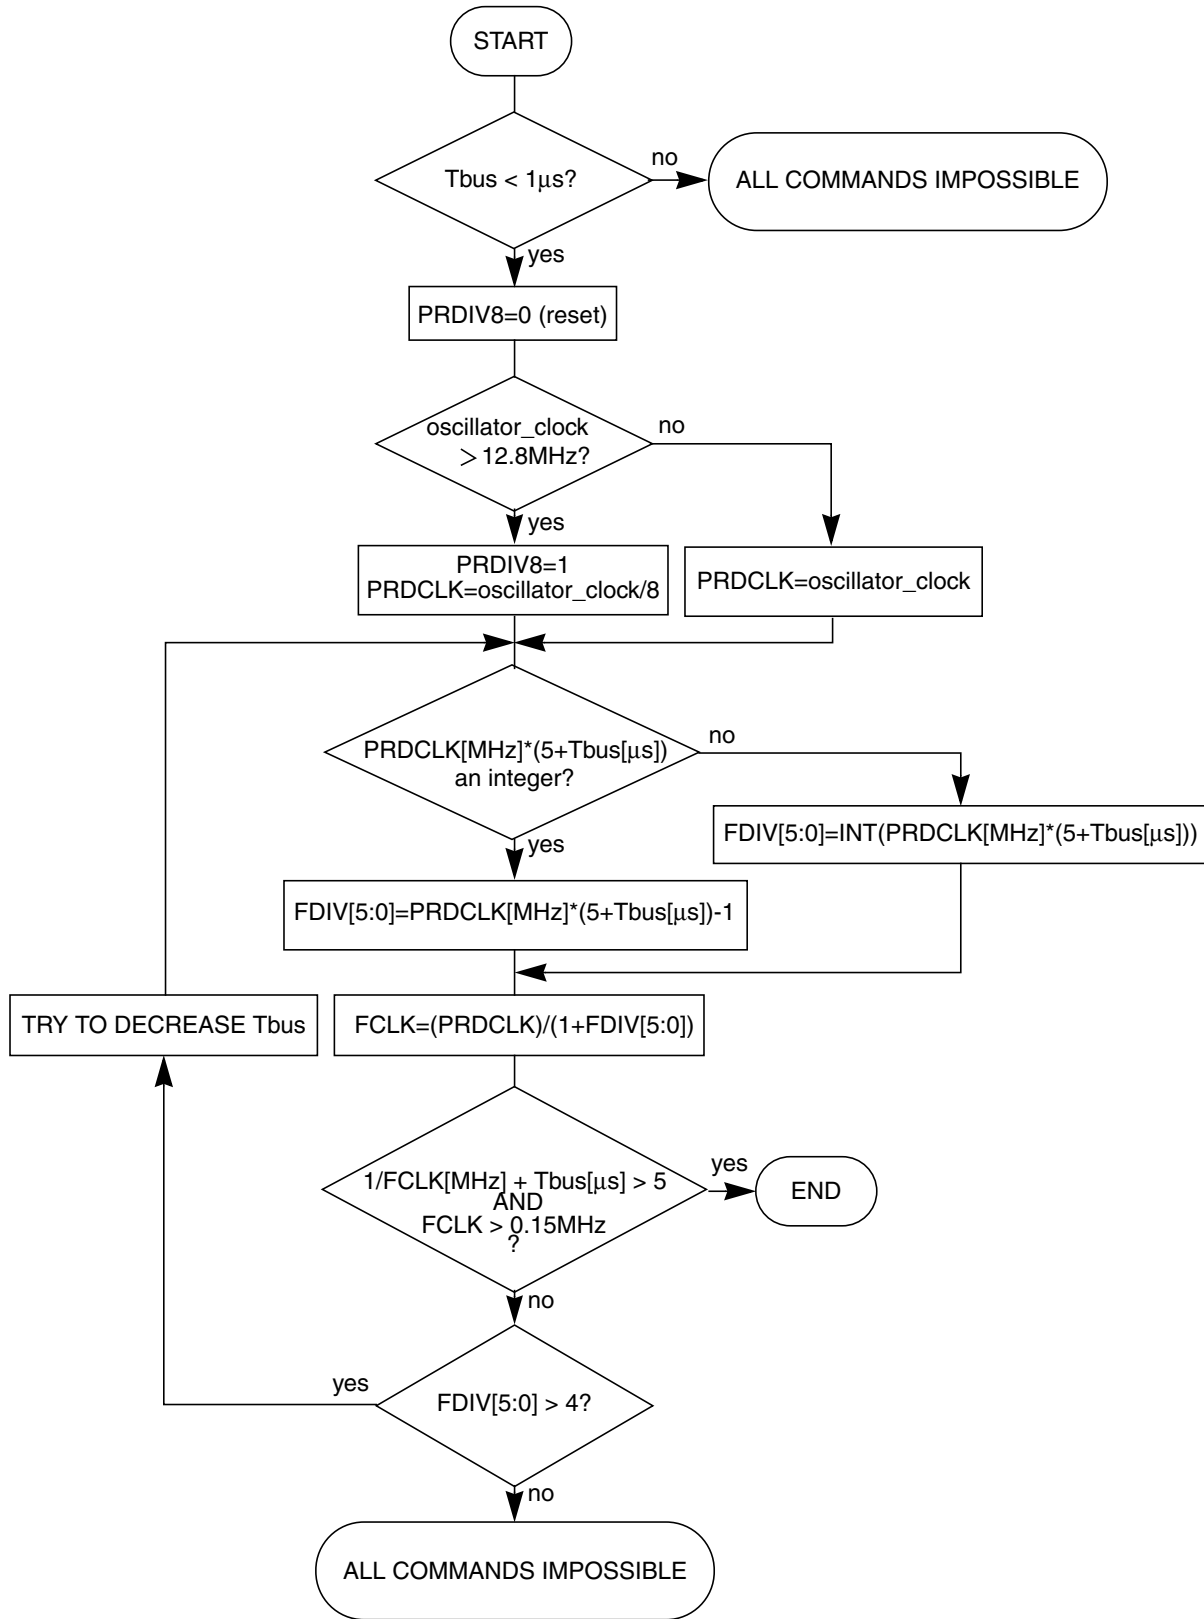 START
Tbus < 1μs?
no
ALL COMMANDS IMPOSSIBLE
yes
PRDIV8=0 (reset)
oscillator_clock
> 12.8MHz?
no
yes
PRDIV8=1
PRDCLK=oscillator_clock/8
PRDCLK=oscillator_clock
PRDCLK[MHz]*(5+Tbus[μs])
an integer?
no
yes
FDIV[5:0]=INT(PRDCLK[MHz]*(5+Tbus[μs]))
FDIV[5:0]=PRDCLK[MHz]*(5+Tbus[μs])-1
TRY TO DECREASE Tbus
FCLK=(PRDCLK)/(1+FDIV[5:0])
1/FCLK[MHz] + Tbus[μs] > 5
AND
FCLK > 0.15MHz
?
yes
END
no
FDIV[5:0] > 4?
yes
no
ALL COMMANDS IMPOSSIBLE